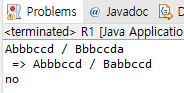 Problems @ Javadoc
<terminated> R1 [Java Applicatio
Abbbccd / Bbbccda
=> Abbbccd / Babbccd
no